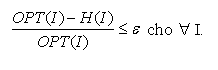 (OPT(I) − H(I)) / OPT(I) ≤ ε cho ∀ I.